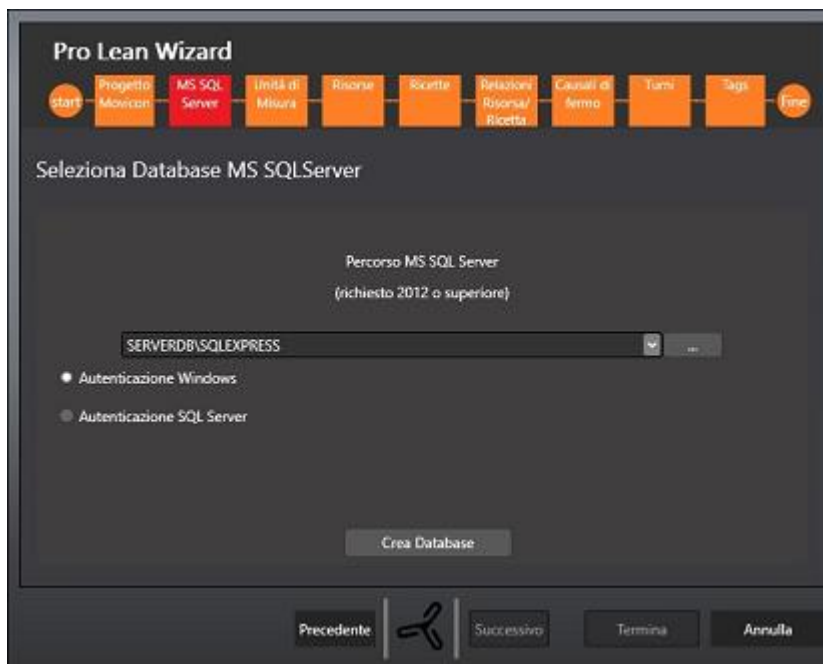 Pro Lean Wizard
start
Progetto
Movicon
MS SQL
Server
Unità di
Misura
Risorse
Ricette
Relazioni
Risorsa/
Ricetta
Causali di
fermo
Turni
Tags
Fine
Seleziona Database MS SQLServer
Percorso MS SQL Server
(richiesto 2012 o superiore)
SERVERDB\SQLEXPRESS
...
Autenticazione Windows
Autenticazione SQL Server
Crea Database
Precedente
Successivo
Termina
Annulla